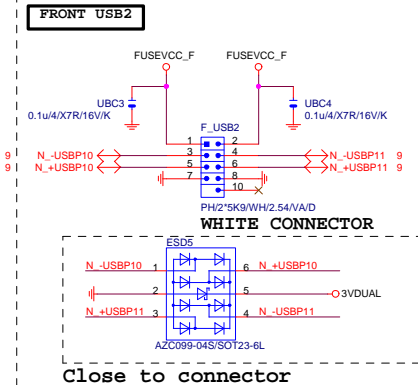 FRONT USB2
FUSEVCC_F FUSEVCC_F
UBC3 UBC4
0.1u/4/X7R/16V/K 0.1u/4/X7R/16V/K
F_USB2
1 2
9 N_-USBP10 3 4 N_-USBP11 9
9 N_+USBP10 5 6 N_+USBP11 9
7 8
10
PH/2*5K9/WH/2.54/VA/D
WHITE CONNECTOR
ESD5
N_-USBP10 1 6 N_+USBP10
2 5 3VDUAL
N_+USBP11 3 4 N_-USBP11
AZC099-04S/SOT23-6L
Close to connector